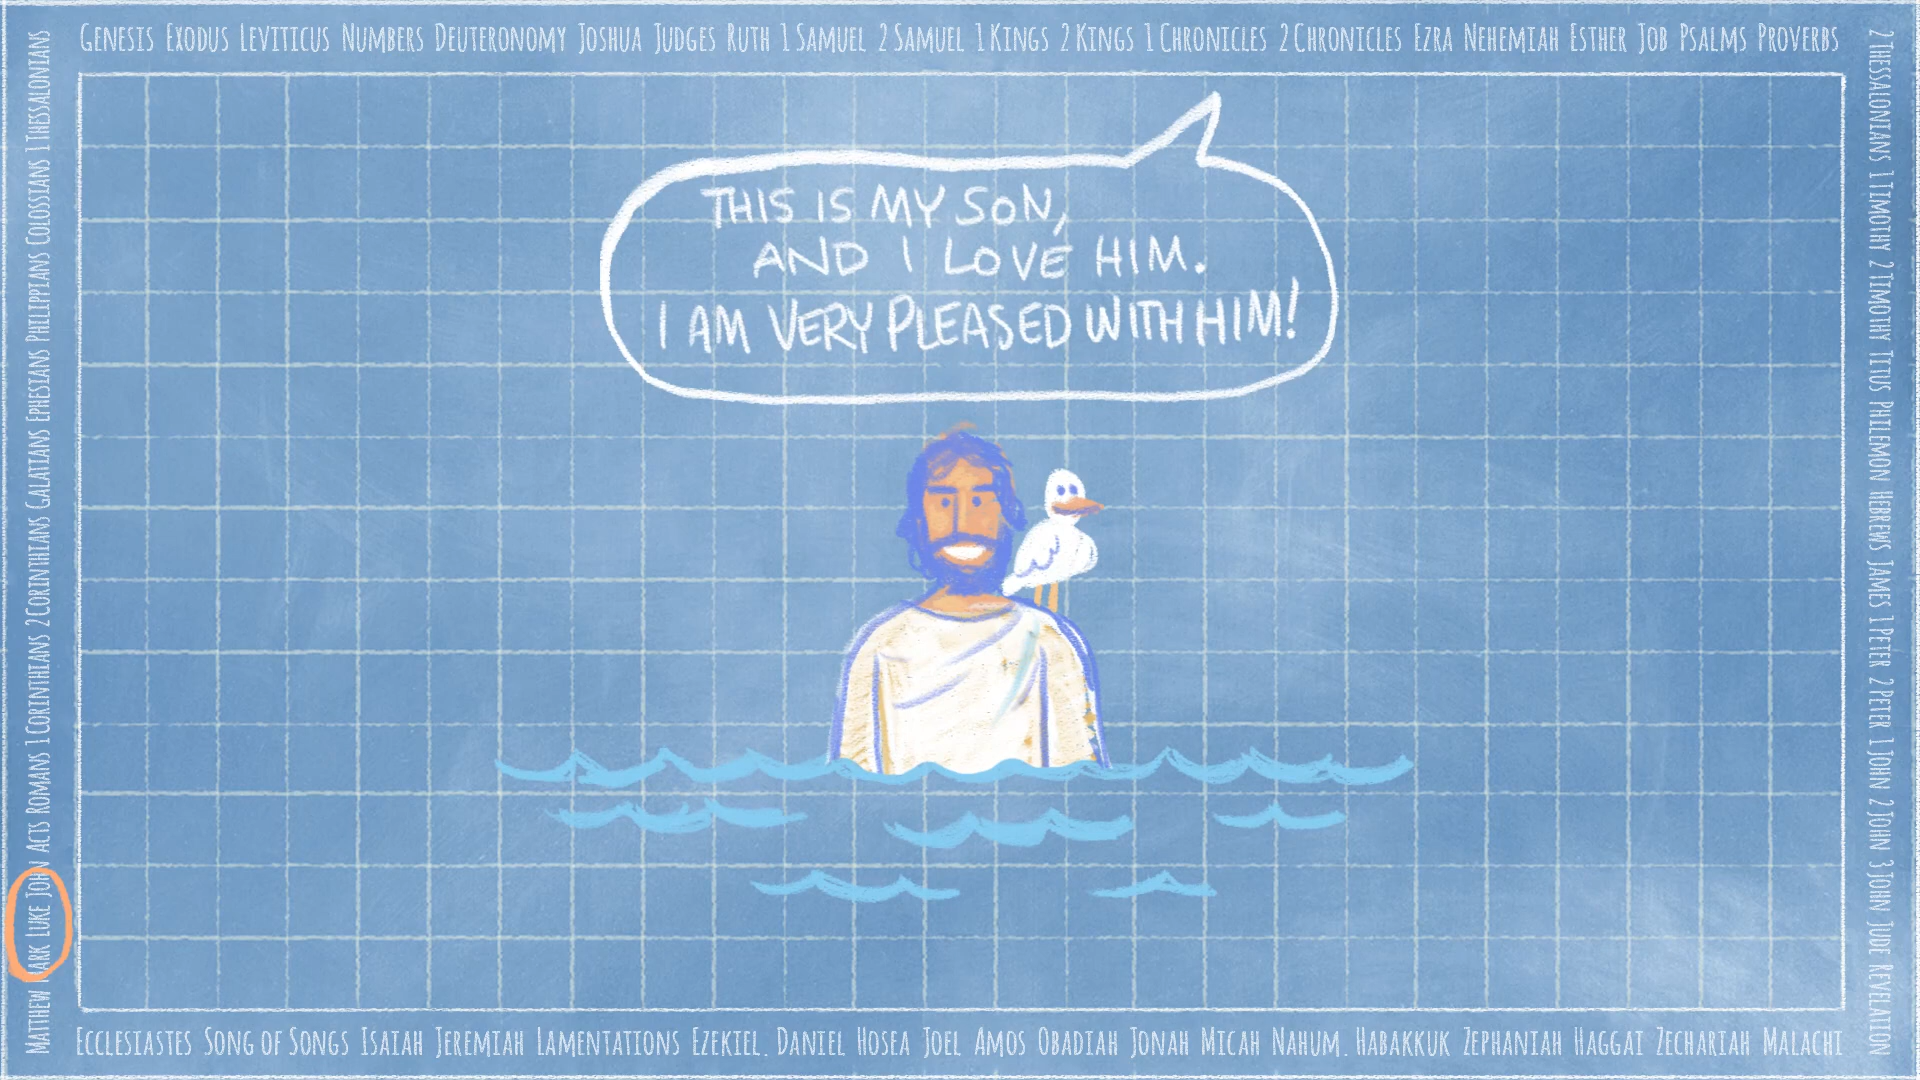 Genesis Exodus Leviticus Numbers Deuteronomy Joshua Judges Ruth 1 Samuel 2 Samuel 1 Kings 2 Kings 1 Chronicles 2 Chronicles Ezra Nehemiah Esther Job Psalms Proverbs
THIS IS MY SON,
AND I LOVE HIM.
I AM VERY PLEASED WITH HIM!
Matthew Mark Luke John Acts Romans 1 Corinthians 2 Corinthians Galatians Ephesians Philippians Colossians 1 Thessalonians
2 Thessalonians 1 Timothy 2 Timothy Titus Philemon Hebrews James 1 Peter 2 Peter 1 John 2 John 3 John Jude Revelation
Ecclesiastes Song of Songs Isaiah Jeremiah Lamentations Ezekiel. Daniel Hosea Joel Amos Obadiah Jonah Micah Nahum. Habakkuk Zephaniah Haggai Zechariah Malachi